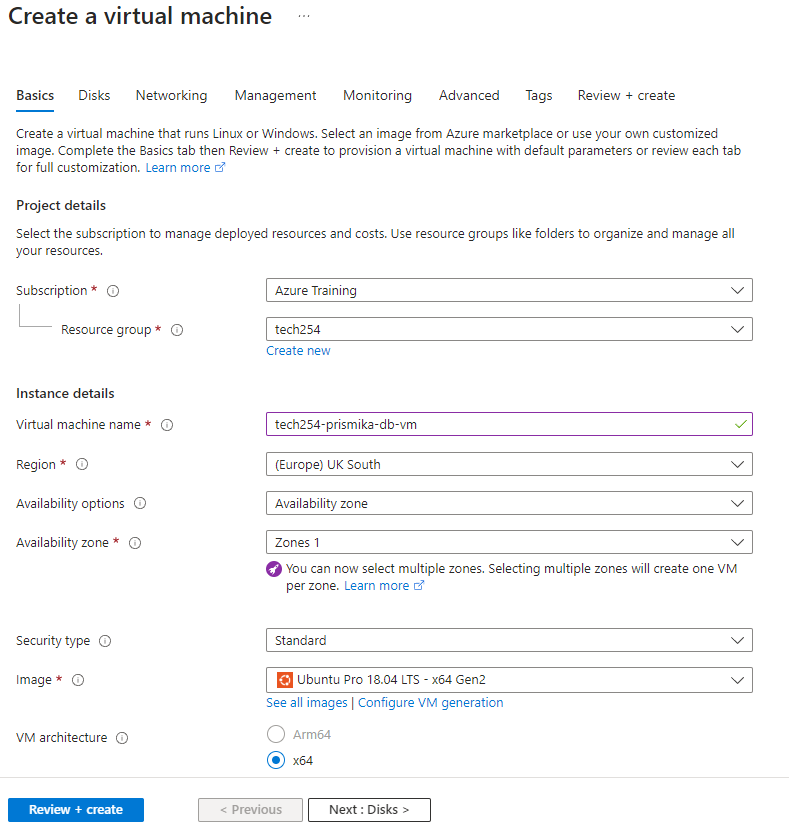 Create a virtual machine ...
Basics Disks Networking Management Monitoring Advanced Tags Review + create
Create a virtual machine that runs Linux or Windows. Select an image from Azure marketplace or use your own customized
image. Complete the Basics tab then Review + create to provision a virtual machine with default parameters or review each tab
for full customization. Learn more
Project details
Select the subscription to manage deployed resources and costs. Use resource groups like folders to organize and manage all
your resources.
Subscription * Azure Training
Resource group * tech254
Create new
Instance details
Virtual machine name * tech254-prismika-db-vm
Region * (Europe) UK South
Availability options Availability zone
Availability zone * Zones 1
You can now select multiple zones. Selecting multiple zones will create one VM
per zone. Learn more
Security type Standard
Image * Ubuntu Pro 18.04 LTS - x64 Gen2
See all images | Configure VM generation
VM architecture Arm64
x64
Review + create < Previous Next : Disks >